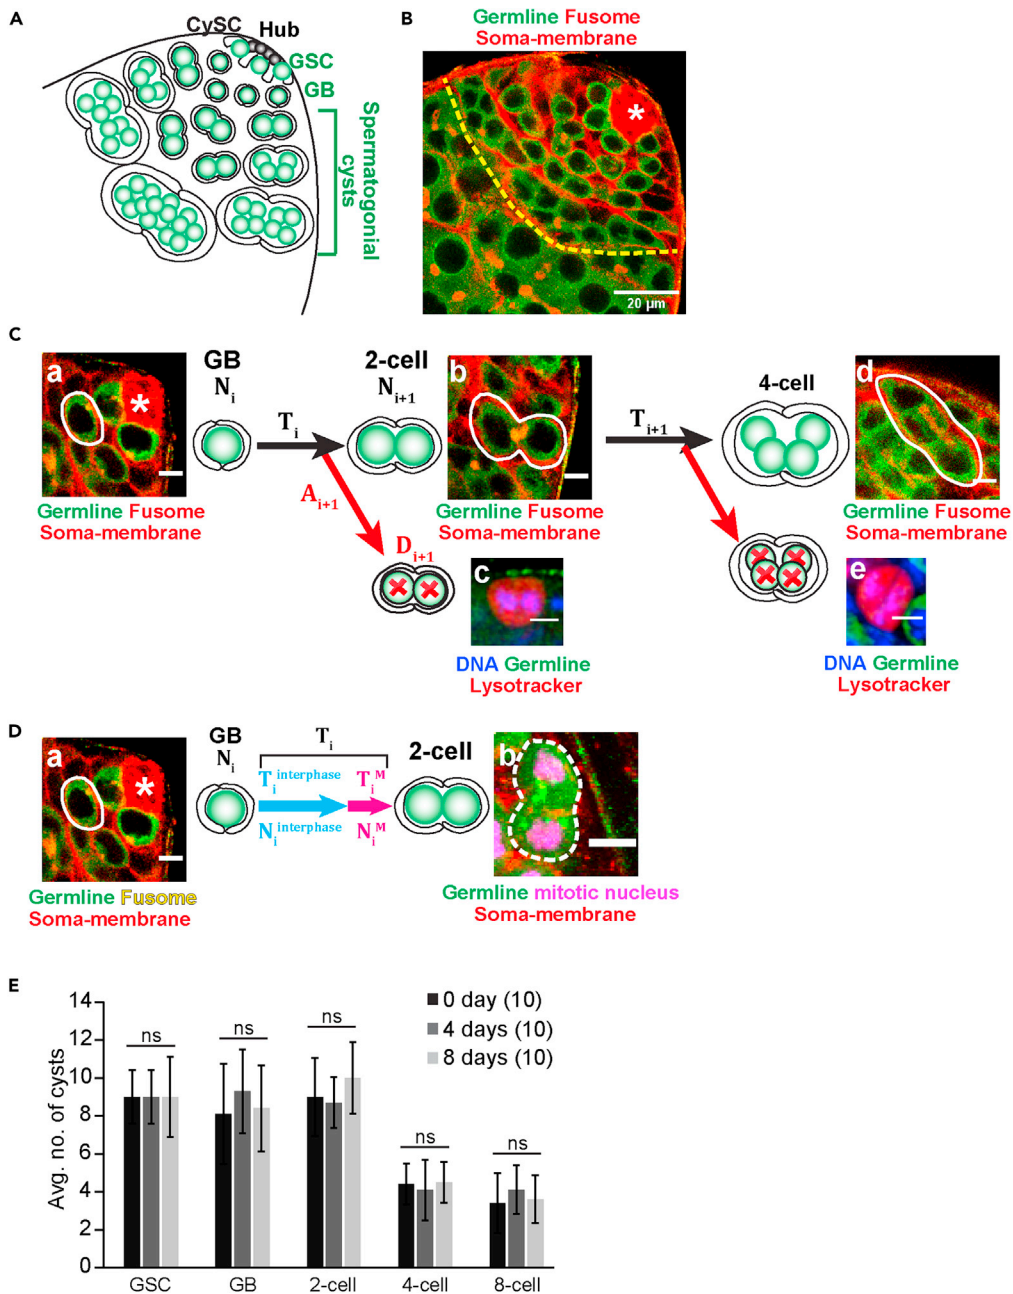 A
CySC
Hub
GSC
GB
Spermatogonial
cysts
B
Germline Fusome
Soma-membrane
*
20 μm
C
a
*
Germline Fusome
Soma-membrane
GB
Ni
Ti
Ai+1
2-cell
Ni+1
Di+1
b
Germline Fusome
Soma-membrane
c
DNA Germline
Lysotracker
Ti+1
4-cell
d
Germline Fusome
Soma-membrane
e
DNA Germline
Lysotracker
D
a
*
Germline Fusome
Soma-membrane
GB
Ni
Ti
Ti interphase
TiM
Ni interphase
NiM
2-cell
b
Germline mitotic nucleus
Soma-membrane
E
Avg. no. of cysts
14
12
10
8
6
4
2
0
ns
ns
ns
ns
ns
0 day (10)
4 days (10)
8 days (10)
GSC
GB
2-cell
4-cell
8-cell